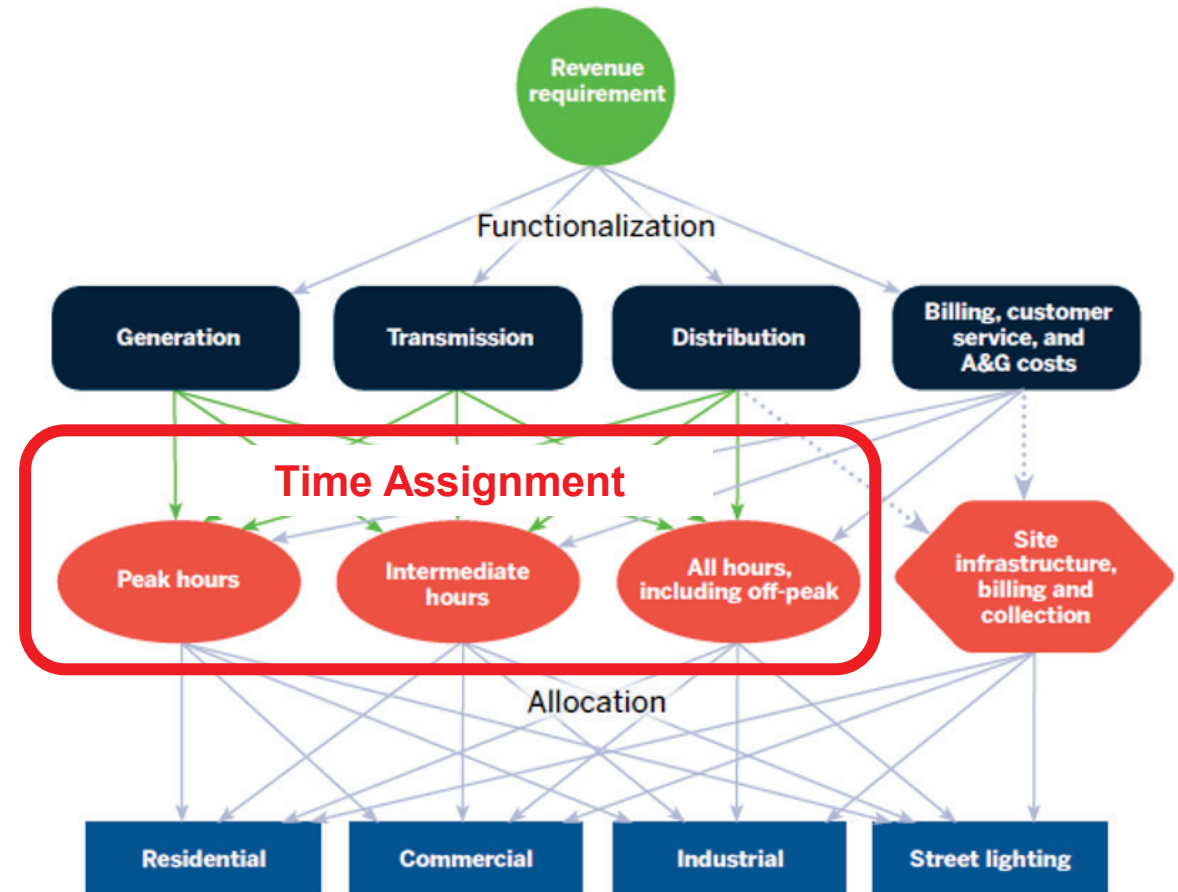 Revenue
requirement
Functionalization
Generation
Transmission
Distribution
Billing, customer
service, and
A&G costs
Time Assignment
Peak hours
Intermediate
hours
All hours,
including off-peak
Site
infrastructure,
billing and
collection
Allocation
Residential
Commercial
Industrial
Street lighting